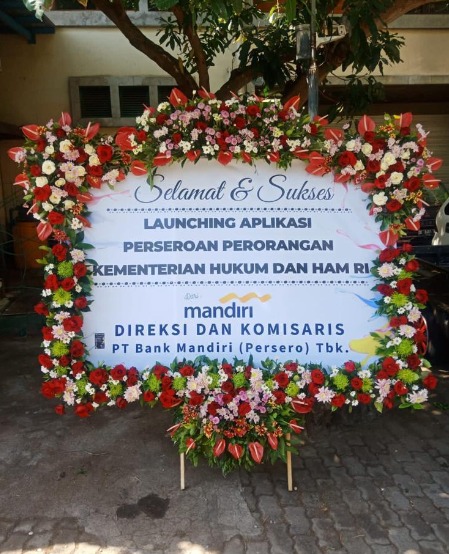 Selamat & Sukses
LAUNCHING APLIKASI
PERSEROAN PERORANGAN
KEMENTERIAN HUKUM DAN HAM RI
mandiri
DIREKSI DAN KOMISARIS
PT Bank Mandiri (Persero) Tbk.